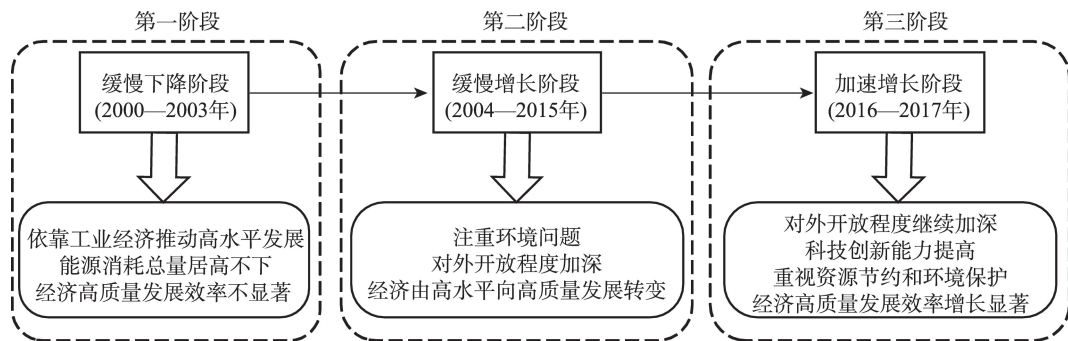 第一阶段
缓慢下降阶段
(2000—2003年)
依靠工业经济推动高水平发展
能源消耗总量居高不下
经济高质量发展效率不显著
第二阶段
缓慢增长阶段
(2004—2015年)
注重环境问题
对外开放程度加深
经济由高水平向高质量发展转变
第三阶段
加速增长阶段
(2016—2017年)
对外开放程度继续加深
科技创新能力提高
重视资源节约和环境保护
经济高质量发展效率增长显著